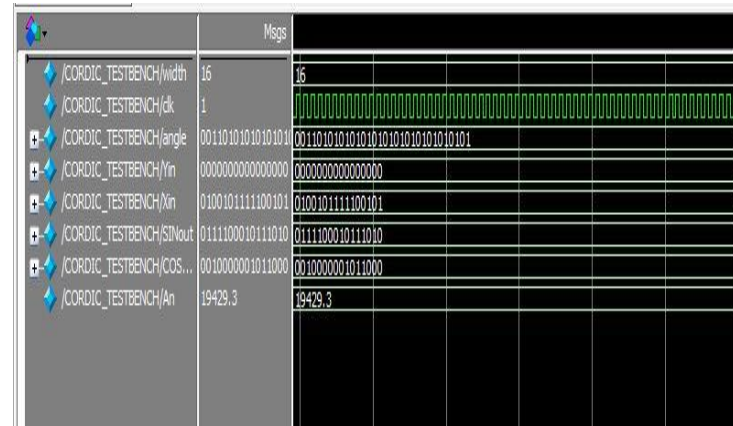 Msgs
/CORDIC_TESTBENCH/width 16 16
/CORDIC_TESTBENCH/clk 1
/CORDIC_TESTBENCH/angle 0011010101010101 00110101010101010101010101010101
/CORDIC_TESTBENCH/Yin 0000000000000000 0000000000000000
/CORDIC_TESTBENCH/Xin 0100101111100101 0100101111100101
/CORDIC_TESTBENCH/SINout 0111100010111010 0111100010111010
/CORDIC_TESTBENCH/COS... 0010000001011000 0010000001011000
/CORDIC_TESTBENCH/An 19429.3 19429.3